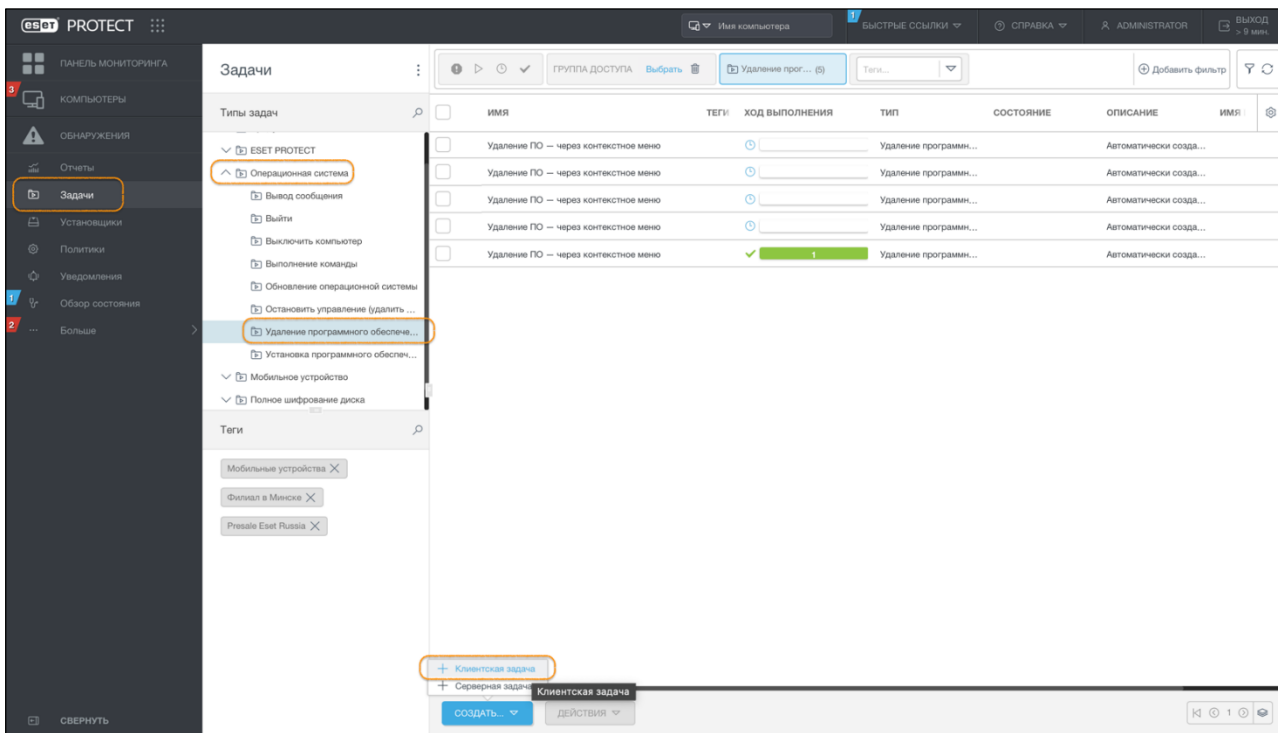 eset PROTECT
Имя компьютера
1
БЫСТРЫЕ ССЫЛКИ
СПРАВКА
ADMINISTRATOR
ВЫХОД
> 9 мин.
ПАНЕЛЬ МОНИТОРИНГА
3
КОМПЬЮТЕРЫ
ОБНАРУЖЕНИЯ
Отчеты
Задачи
Установщики
Политики
Уведомления
1
Обзор состояния
2
Больше
СВЕРНУТЬ
Задачи
Типы задач
ESET PROTECT
Операционная система
Вывод сообщения
Выйти
Выключить компьютер
Выполнение команды
Обновление операционной системы
Остановить управление (удалить ...
Удаление программного обеспече...
Установка программного обеспеч...
Мобильное устройство
Полное шифрование диска
Теги
Мобильные устройства
Филиал в Минске
Presale Eset Russia
ГРУППА ДОСТУПА Выбрать
Удаление прог... (5)
Теги...
Добавить фильтр
ИМЯ ТЕГИ ХОД ВЫПОЛНЕНИЯ ТИП СОСТОЯНИЕ ОПИСАНИЕ ИМЯ
Удаление ПО — через контекстное меню Удаление программн... Автоматически созда...
Удаление ПО — через контекстное меню Удаление программн... Автоматически созда...
Удаление ПО — через контекстное меню Удаление программн... Автоматически созда...
Удаление ПО — через контекстное меню Удаление программн... Автоматически созда...
Удаление ПО — через контекстное меню 1 Удаление программн... Автоматически созда...
Клиентская задача
Серверная задача
Клиентская задача
СОЗДАТЬ...
ДЕЙСТВИЯ
1